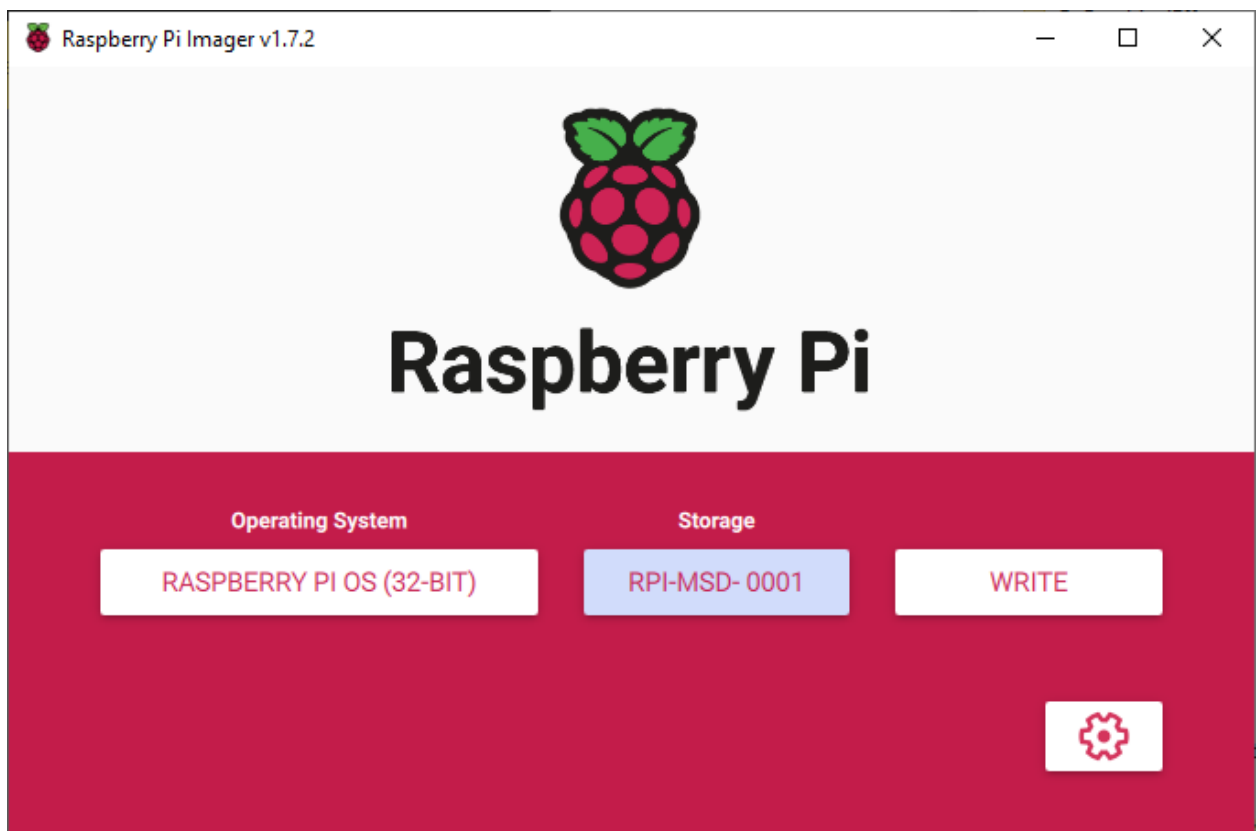 Raspberry Pi Imager v1.7.2
Raspberry Pi
Operating System
Storage
RASPBERRY PI OS (32-BIT)
RPI-MSD- 0001
WRITE